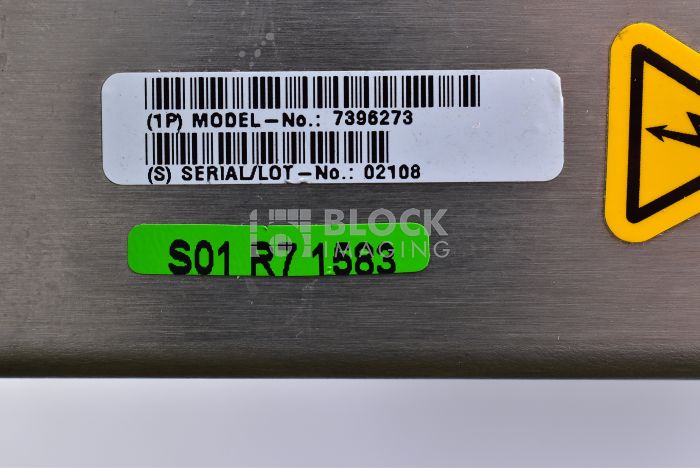 (1P) MODEL-No.: 7396273
(S) SERIAL/LOT-No.: 02108
BLOCK
IMAGING
S01 R7 1583